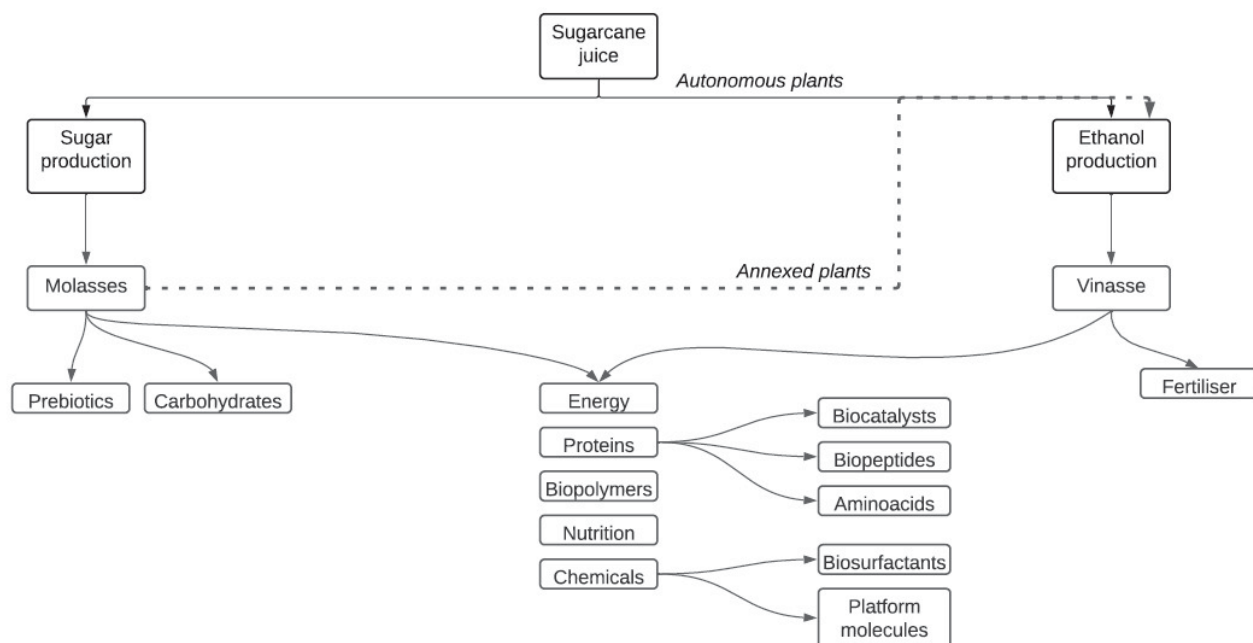 Sugarcane
juice
Autonomous plants
Sugar
production
Ethanol
production
Annexed plants
Molasses
Vinasse
Prebiotics
Carbohydrates
Energy
Fertiliser
Biocatalysts
Proteins
Biopeptides
Biopolymers
Aminoacids
Nutrition
Biosurfactants
Chemicals
Platform
molecules